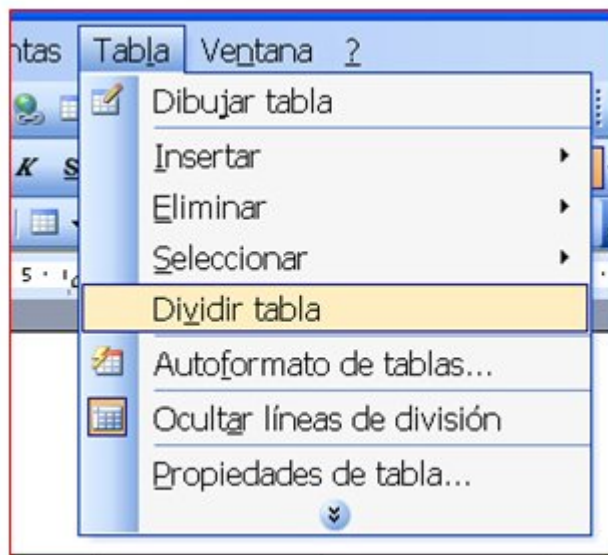 ntas Tabla Ventana ?
Dibujar tabla
K S
Insertar
Eliminar
Seleccionar
5
Dividir tabla
Autoformato de tablas...
Ocultar líneas de división
Propiedades de tabla...